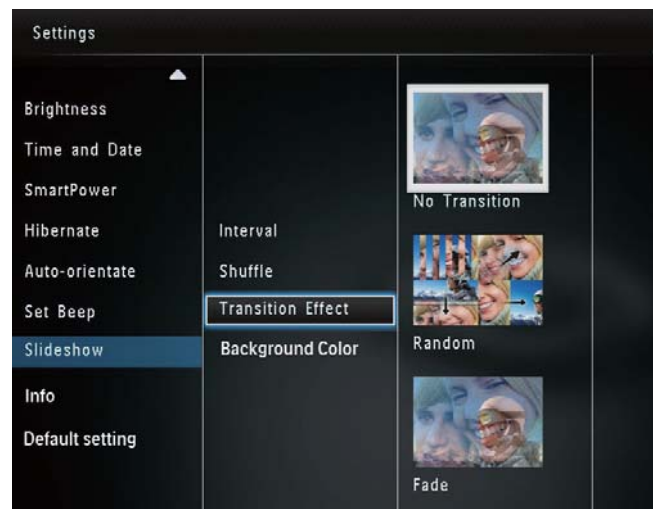 Settings
Brightness
Time and Date
SmartPower
Hibernate
Auto-orientate
Set Beep
Slideshow
Info
Default setting
Interval
Shuffle
Transition Effect
Background Color
No Transition
Random
Fade